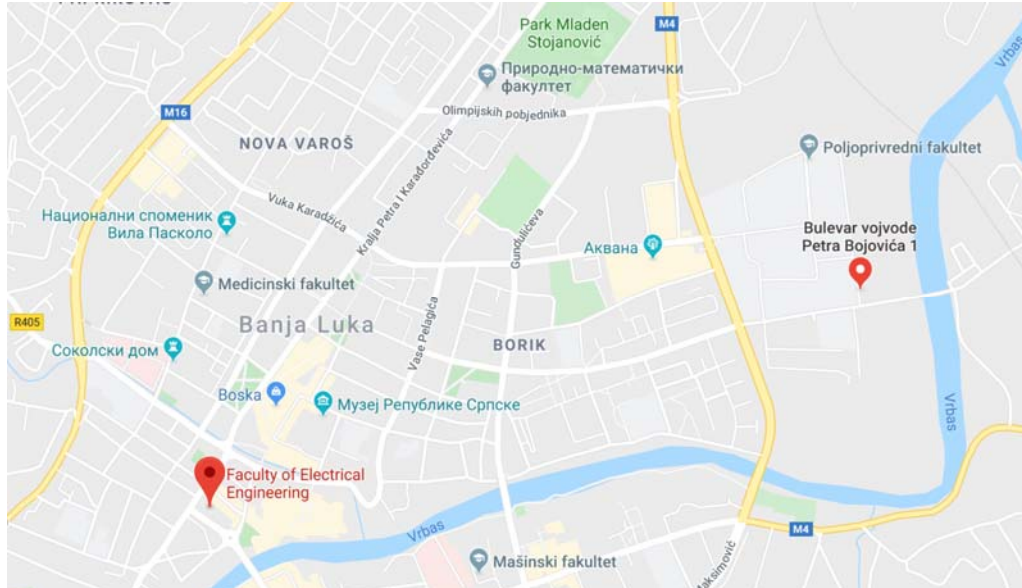 Park Mladen
Stojanović
M4
Природно-математички
факултет
Olimpijskih pobjednika
M16
NOVA VAROŠ
Vrbas
Poljoprivredni fakultet
Vuka Karadžića
Kralja Petra I Karađorđevića
Национални споменик
Вила Пасколо
Gundulićeva
Аквана
Bulevar vojvode
Petra Bojovića 1
Medicinski fakultet
R405
Banja Luka
Vase Pelagića
BORIK
Соколски дом
Boska
Музеј Републике Српске
Vrbas
Faculty of Electrical
Engineering
Vrbas
M4
Mašinski fakultet